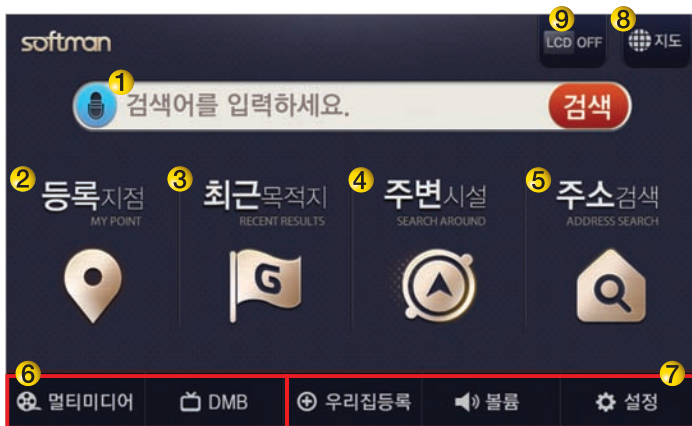 softman
9
LCD OFF
8
지도
1
검색어를 입력하세요.
검색
2
등록지점
MY POINT
3
최근목적지
RECENT RESULTS
G
4
주변시설
SEARCH AROUND
5
주소검색
ADDRESS SEARCH
6
멀티미디어
DMB
우리집등록
볼륨
7
설정